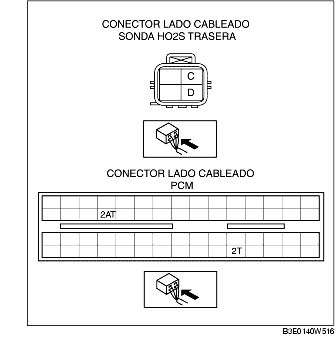 CONECTOR LADO CABLEADO
SONDA HO2S TRASERA
C
D
CONECTOR LADO CABLEADO
PCM
2AT
2T
B3E0140W516